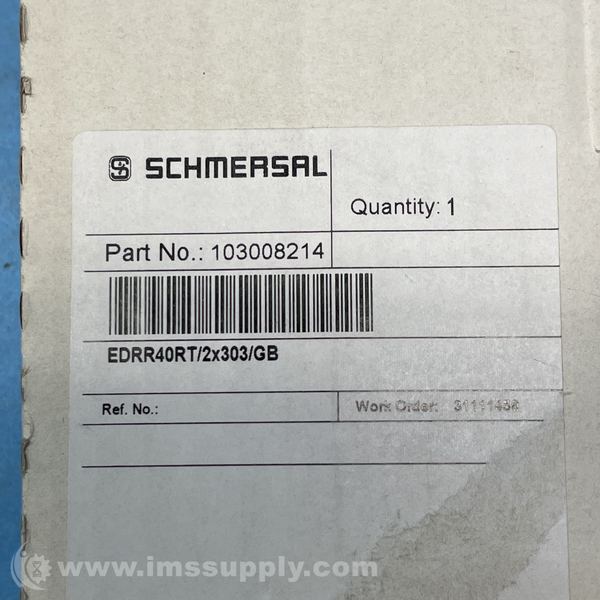 SCHMERSAL
Quantity: 1
Part No.: 103008214
EDRR40RT/2x303/GB
Ref. No.:
Work Order:
www.imssupply.com